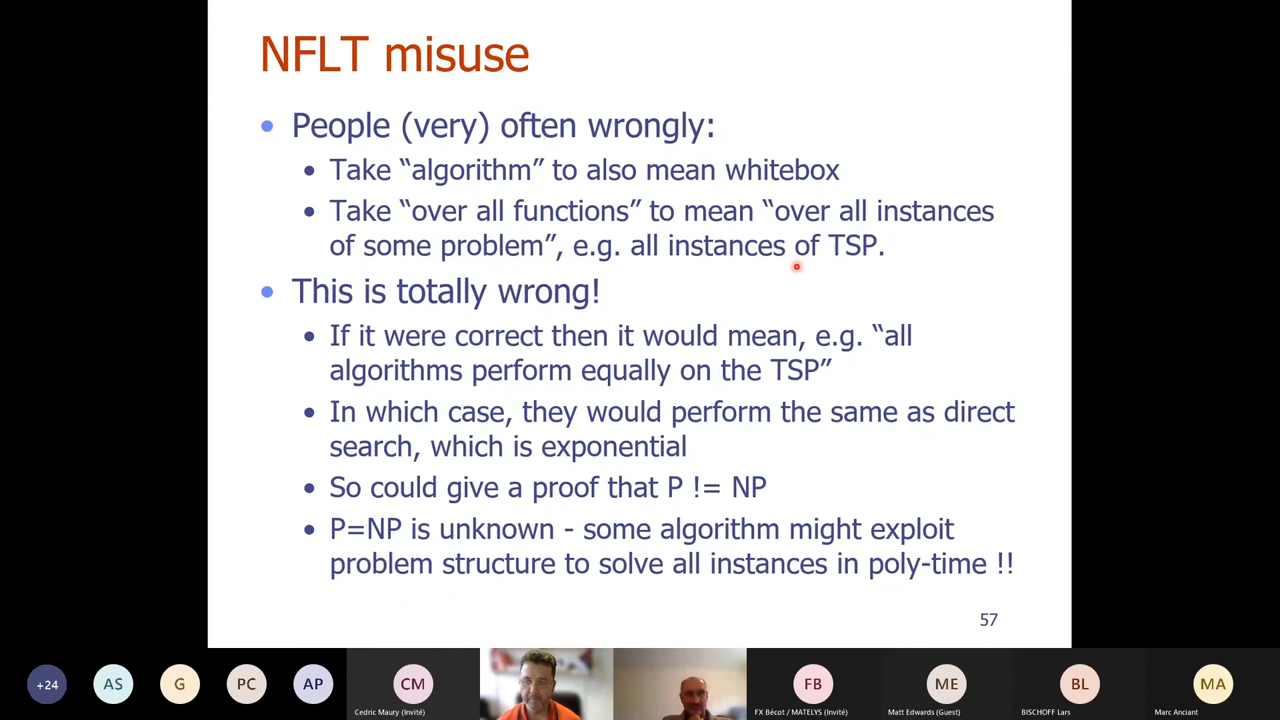 NFLT misuse
People (very) often wrongly:
Take “algorithm” to also mean whitebox
Take “over all functions” to mean “over all instances
of some problem”, e.g. all instances of TSP.
This is totally wrong!
If it were correct then it would mean, e.g. “all
algorithms perform equally on the TSP”
In which case, they would perform the same as direct
search, which is exponential
So could give a proof that P != NP
P=NP is unknown - some algorithm might exploit
problem structure to solve all instances in poly-time !!
57
+24 AS G PC AP CM FB ME BL MA
Cedric Maury (Invité) FX Bécot / MATELYS (Invité) Matt Edwards (Guest) BISCHOFF Lars Marc Anciant